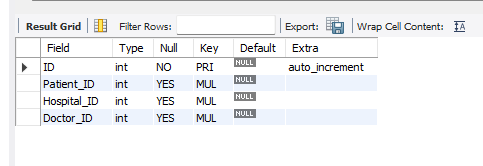 Result Grid Filter Rows: Export: Wrap Cell Content: IA
Field Type Null Key Default Extra
ID int NO PRI NULL auto_increment
Patient_ID int YES MUL NULL
Hospital_ID int YES MUL NULL
Doctor_ID int YES MUL NULL